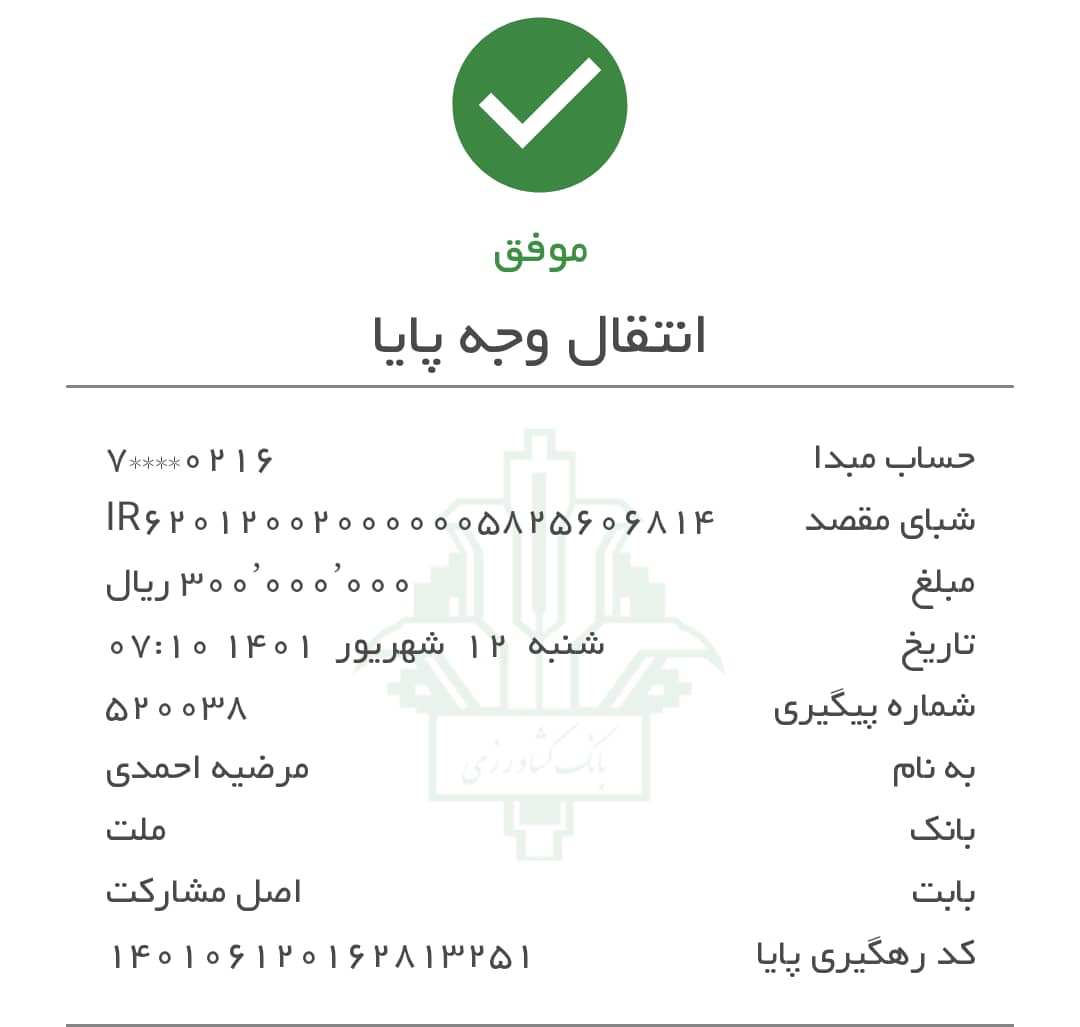 موفق
انتقال وجه پایا
حساب مبدا ۷****۰۲۱۶
شبای مقصد IR۶۲۰۱۲۰۰۲۰۰۰۰۰۰۵۸۲۵۶۰۶۸۱۴
مبلغ ۳۰۰٬۰۰۰٬۰۰۰ ریال
تاریخ شنبه ۱۲ شهریور ۱۴۰۱ ۰۷:۱۰
شماره پیگیری ۵۲۰۰۳۸
به نام مرضیه احمدی
بانک ملت
بابت اصل مشارکت
کد رهگیری پایا ۱۴۰۱۰۶۱۲۰۱۶۲۸۱۳۲۵۱
بانک کشاورزی